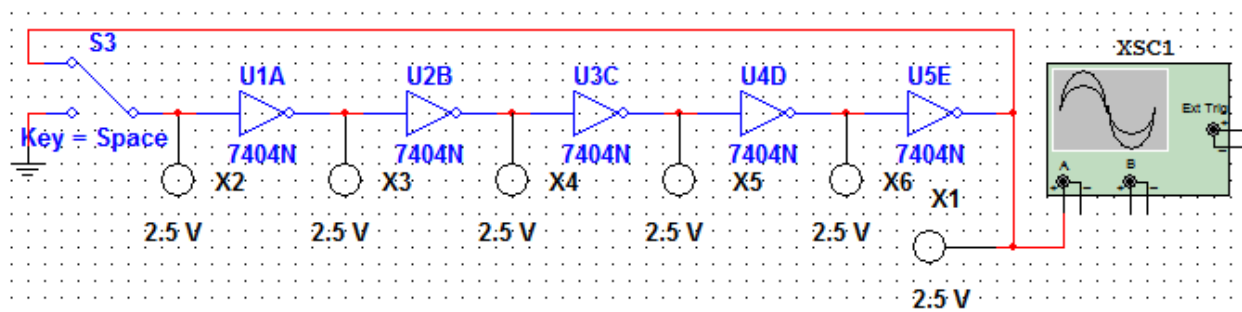 S3
XSC1
U1A U2B U3C U4D U5E
Ext Trig
+
Key = Space
7404N 7404N 7404N 7404N 7404N
A B
+ − + −
X2 X3 X4 X5 X6
X1
2.5 V 2.5 V 2.5 V 2.5 V 2.5 V
2.5 V